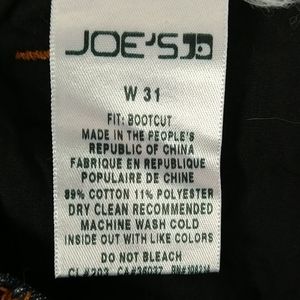 JOE'S
W 31
FIT: BOOTCUT
MADE IN THE PEOPLE'S
REPUBLIC OF CHINA
FABRIQUE EN REPUBLIQUE
POPULAIRE DE CHINE
89% COTTON 11% POLYESTER
DRY CLEAN RECOMMENDED
MACHINE WASH COLD
INSIDE OUT WITH LIKE COLORS
DO NOT BLEACH